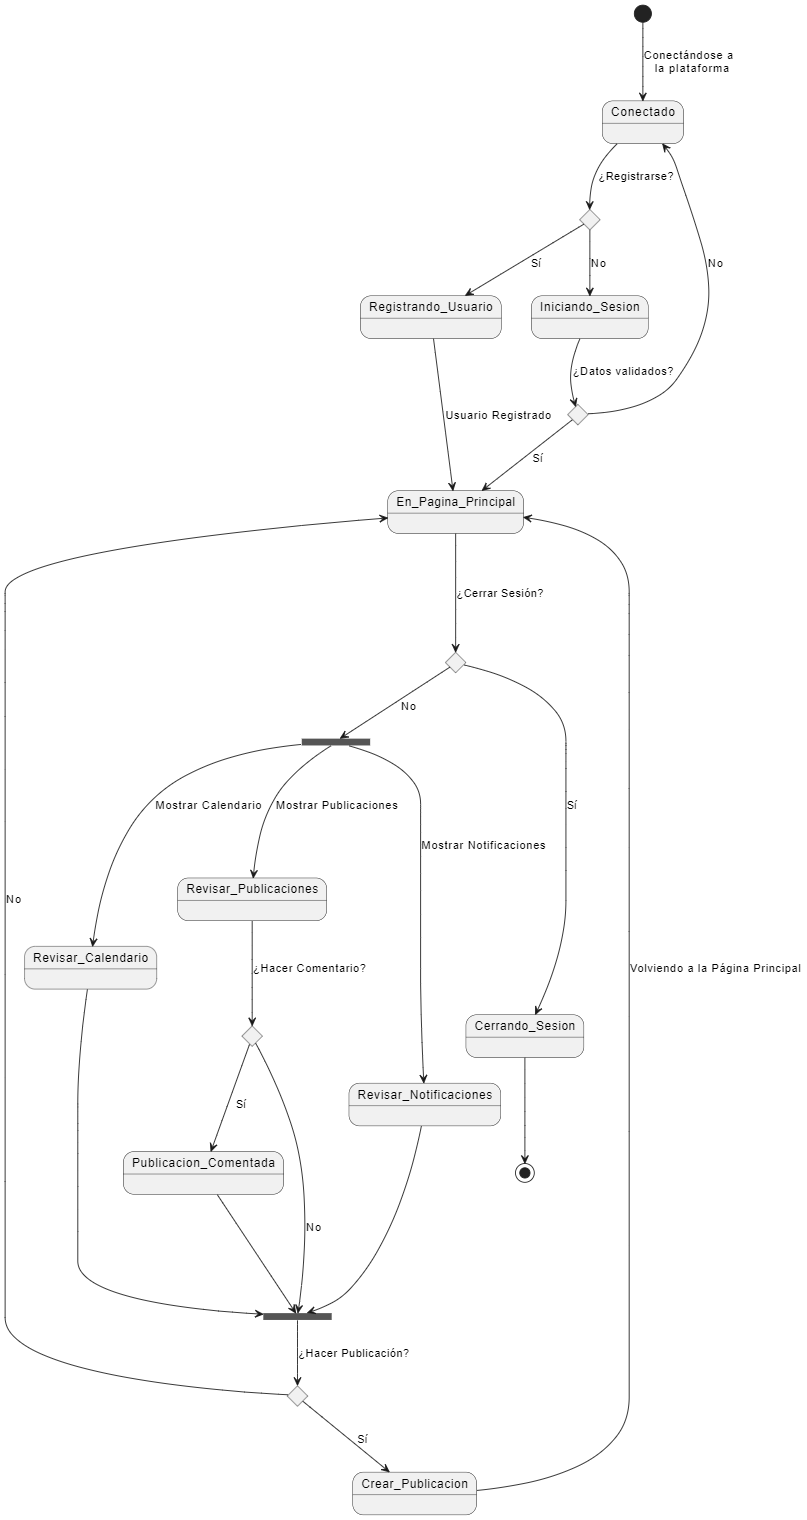 Conectándose a
la plataforma
Conectado
¿Registrarse?
Sí
No
No
Registrando_Usuario
Iniciando_Sesion
¿Datos validados?
Usuario Registrado
Sí
En_Pagina_Principal
¿Cerrar Sesión?
No
Mostrar Calendario
Mostrar Publicaciones
Sí
Mostrar Notificaciones
Revisar_Publicaciones
No
Revisar_Calendario
¿Hacer Comentario?
Volviendo a la Página Principal
Cerrando_Sesion
Revisar_Notificaciones
Sí
Publicacion_Comentada
No
¿Hacer Publicación?
Sí
Crear_Publicacion